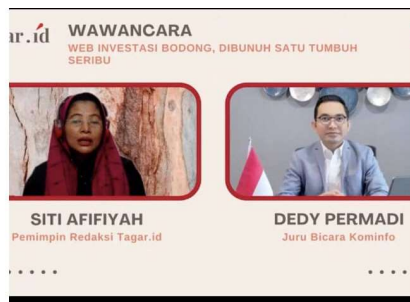 ar.id
WAWANCARA
WEB INVESTASI BODONG, DIBUNUH SATU TUMBUH
SERIBU
SITI AFIFIYAH
Pemimpin Redaksi Tagar.id
DEDY PERMADI
Juru Bicara Kominfo